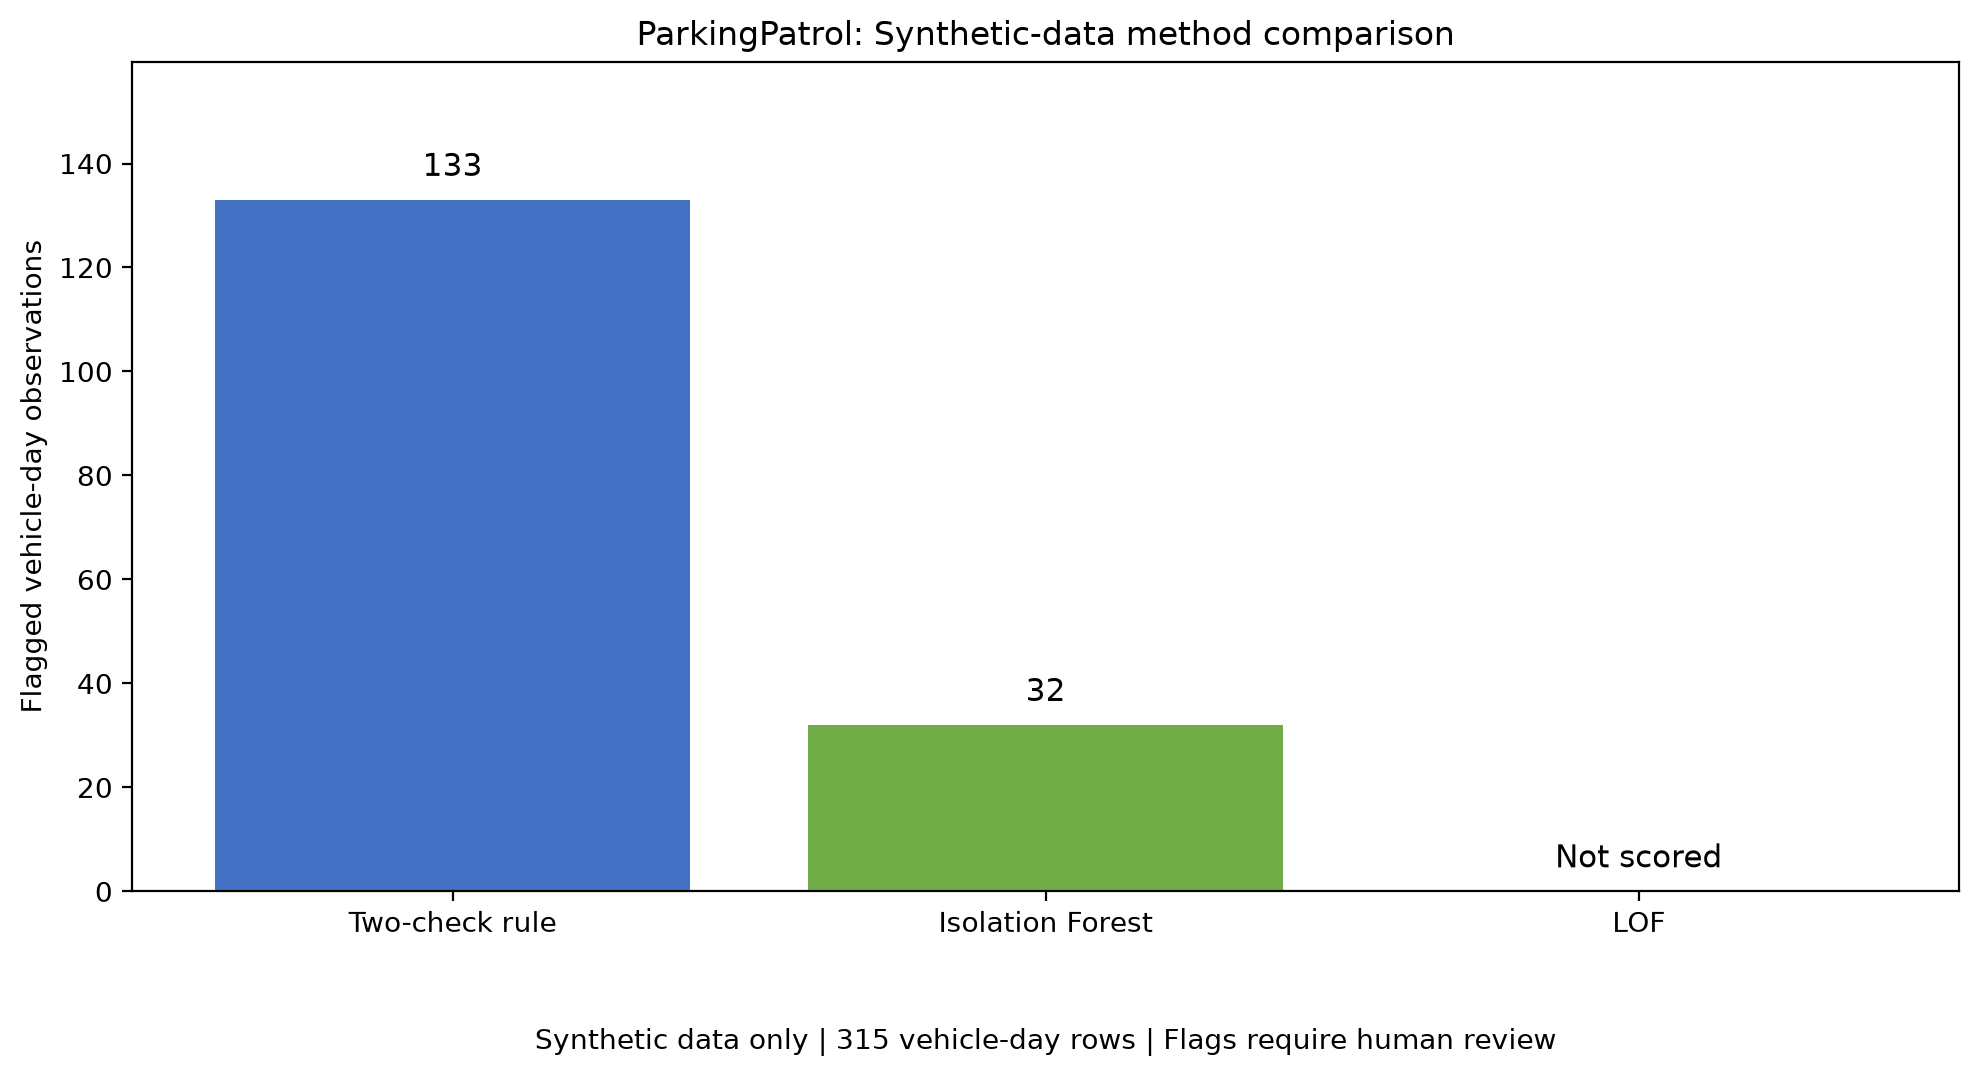 ParkingPatrol: Synthetic-data method comparison
Flagged vehicle-day observations
140
120
100
80
60
40
20
0
133
32
Not scored
Two-check rule
Isolation Forest
LOF
Synthetic data only | 315 vehicle-day rows | Flags require human review